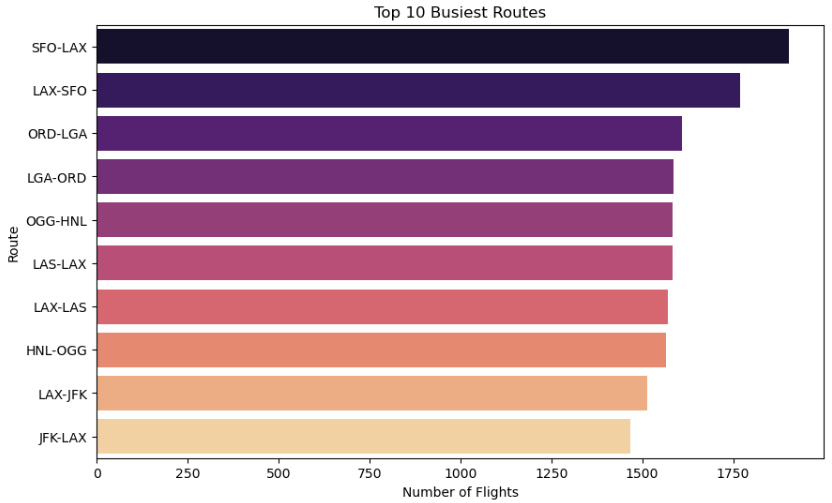 Top 10 Busiest Routes
SFO-LAX
LAX-SFO
ORD-LGA
LGA-ORD
OGG-HNL
LAS-LAX
LAX-LAS
HNL-OGG
LAX-JFK
JFK-LAX
Route
0 250 500 750 1000 1250 1500 1750
Number of Flights